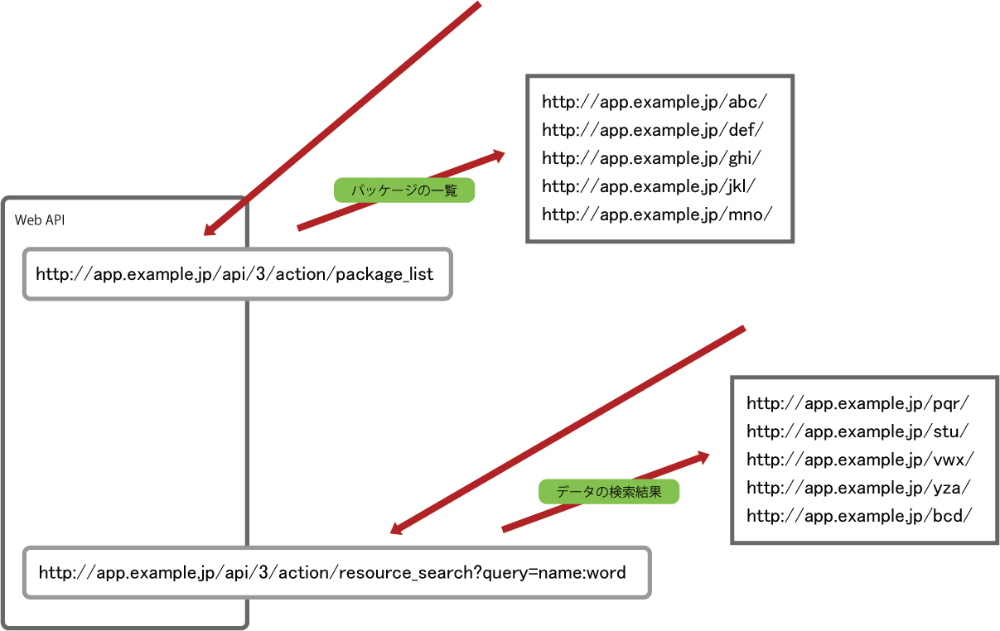 http://app.example.jp/abc/
http://app.example.jp/def/
http://app.example.jp/ghi/
http://app.example.jp/jkl/
http://app.example.jp/mno/
パッケージの一覧
Web API
http://app.example.jp/api/3/action/package_list
http://app.example.jp/pqr/
http://app.example.jp/stu/
http://app.example.jp/vwx/
http://app.example.jp/yza/
http://app.example.jp/bcd/
データの検索結果
http://app.example.jp/api/3/action/resource_search?query=name:word